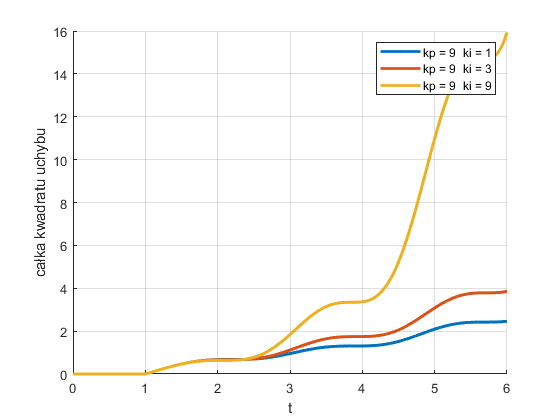 16
14
12
10
8
6
4
2
0
całka kwadratu uchybu
kp = 9 ki = 1
kp = 9 ki = 3
kp = 9 ki = 9
0 1 2 3 4 5 6
t